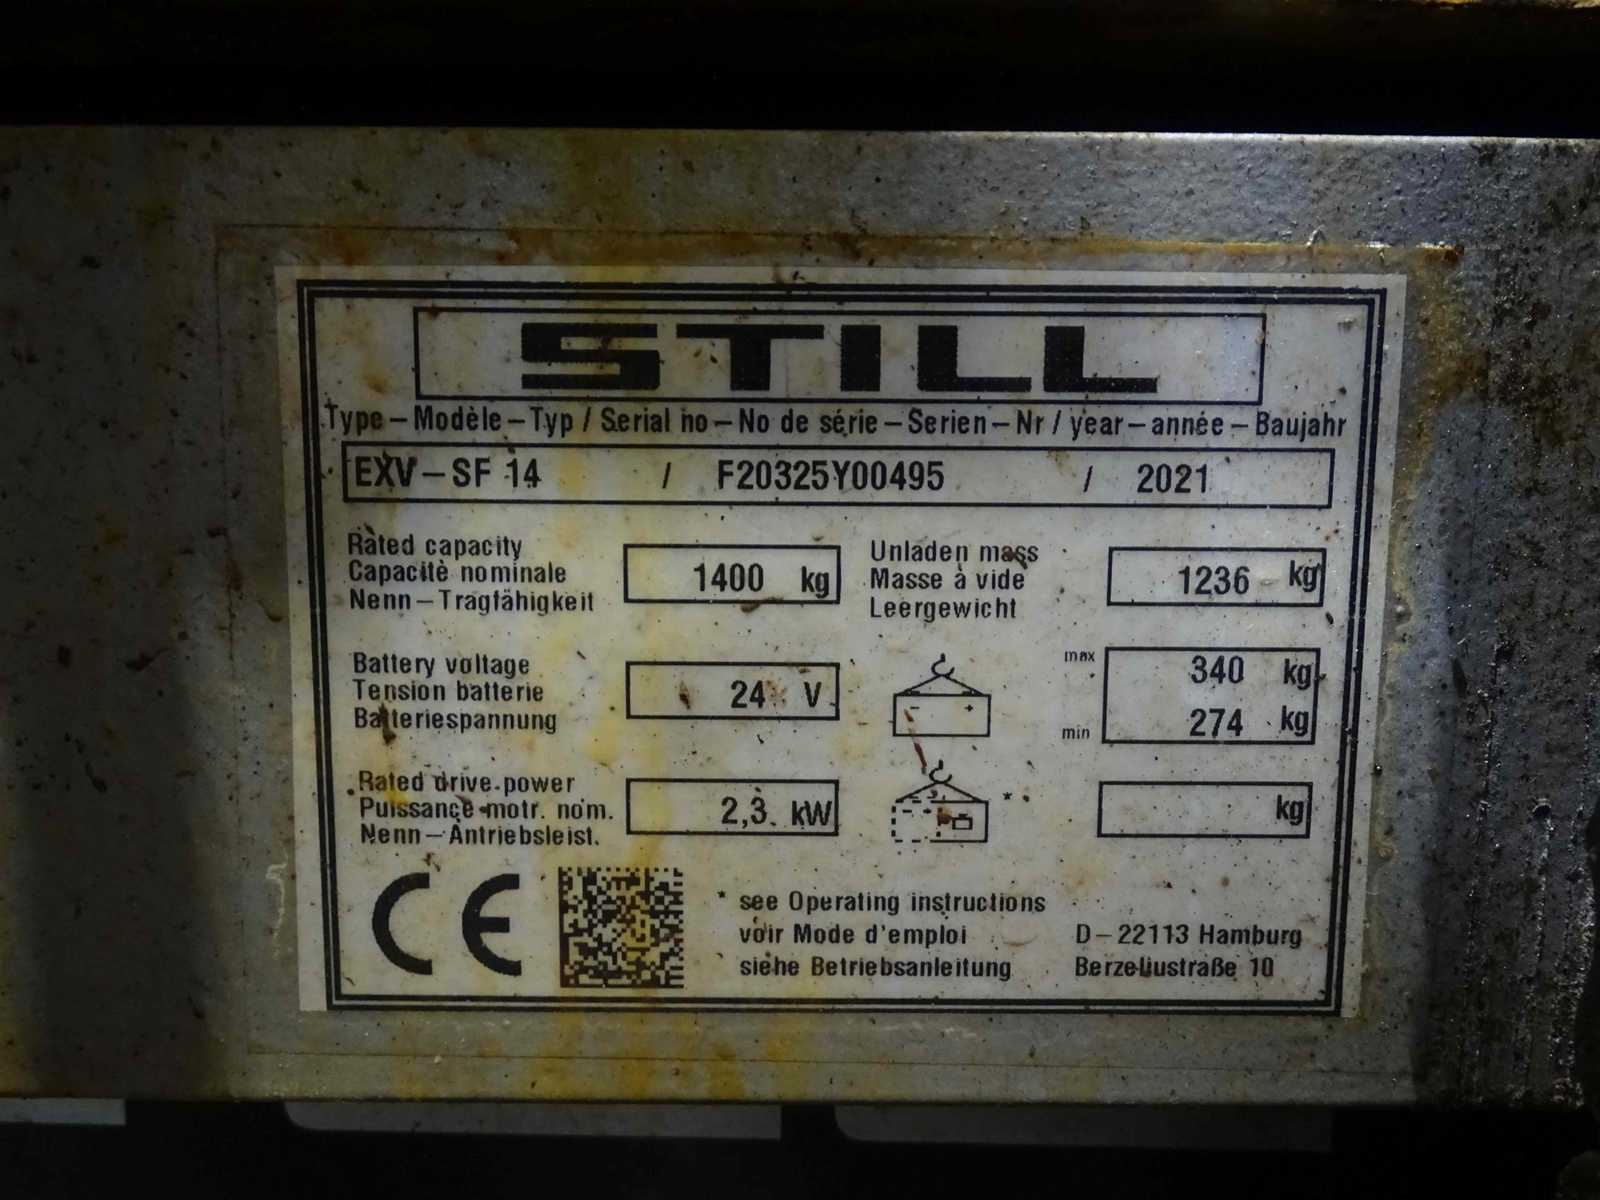 STILL
Type – Modèle – Typ / Serial no – No de série – Serien – Nr / year – année – Baujahr
EXV – SF 14 / F20325Y00495 / 2021
Rated capacity
Capacité nominale
Nenn – Tragfähigkeit
1400 kg
Unladen mass
Masse à vide
Leergewicht
1236 kg
Battery voltage
Tension batterie
Batteriespannung
24 V
max 340 kg
min 274 kg
Rated drive power
Puissance motr. nom.
Nenn – Antriebsleist.
2,3 kW
*
kg
CE
* see Operating instructions
voir Mode d'emploi
siehe Betriebsanleitung
D – 22113 Hamburg
Berzeliustraße 10